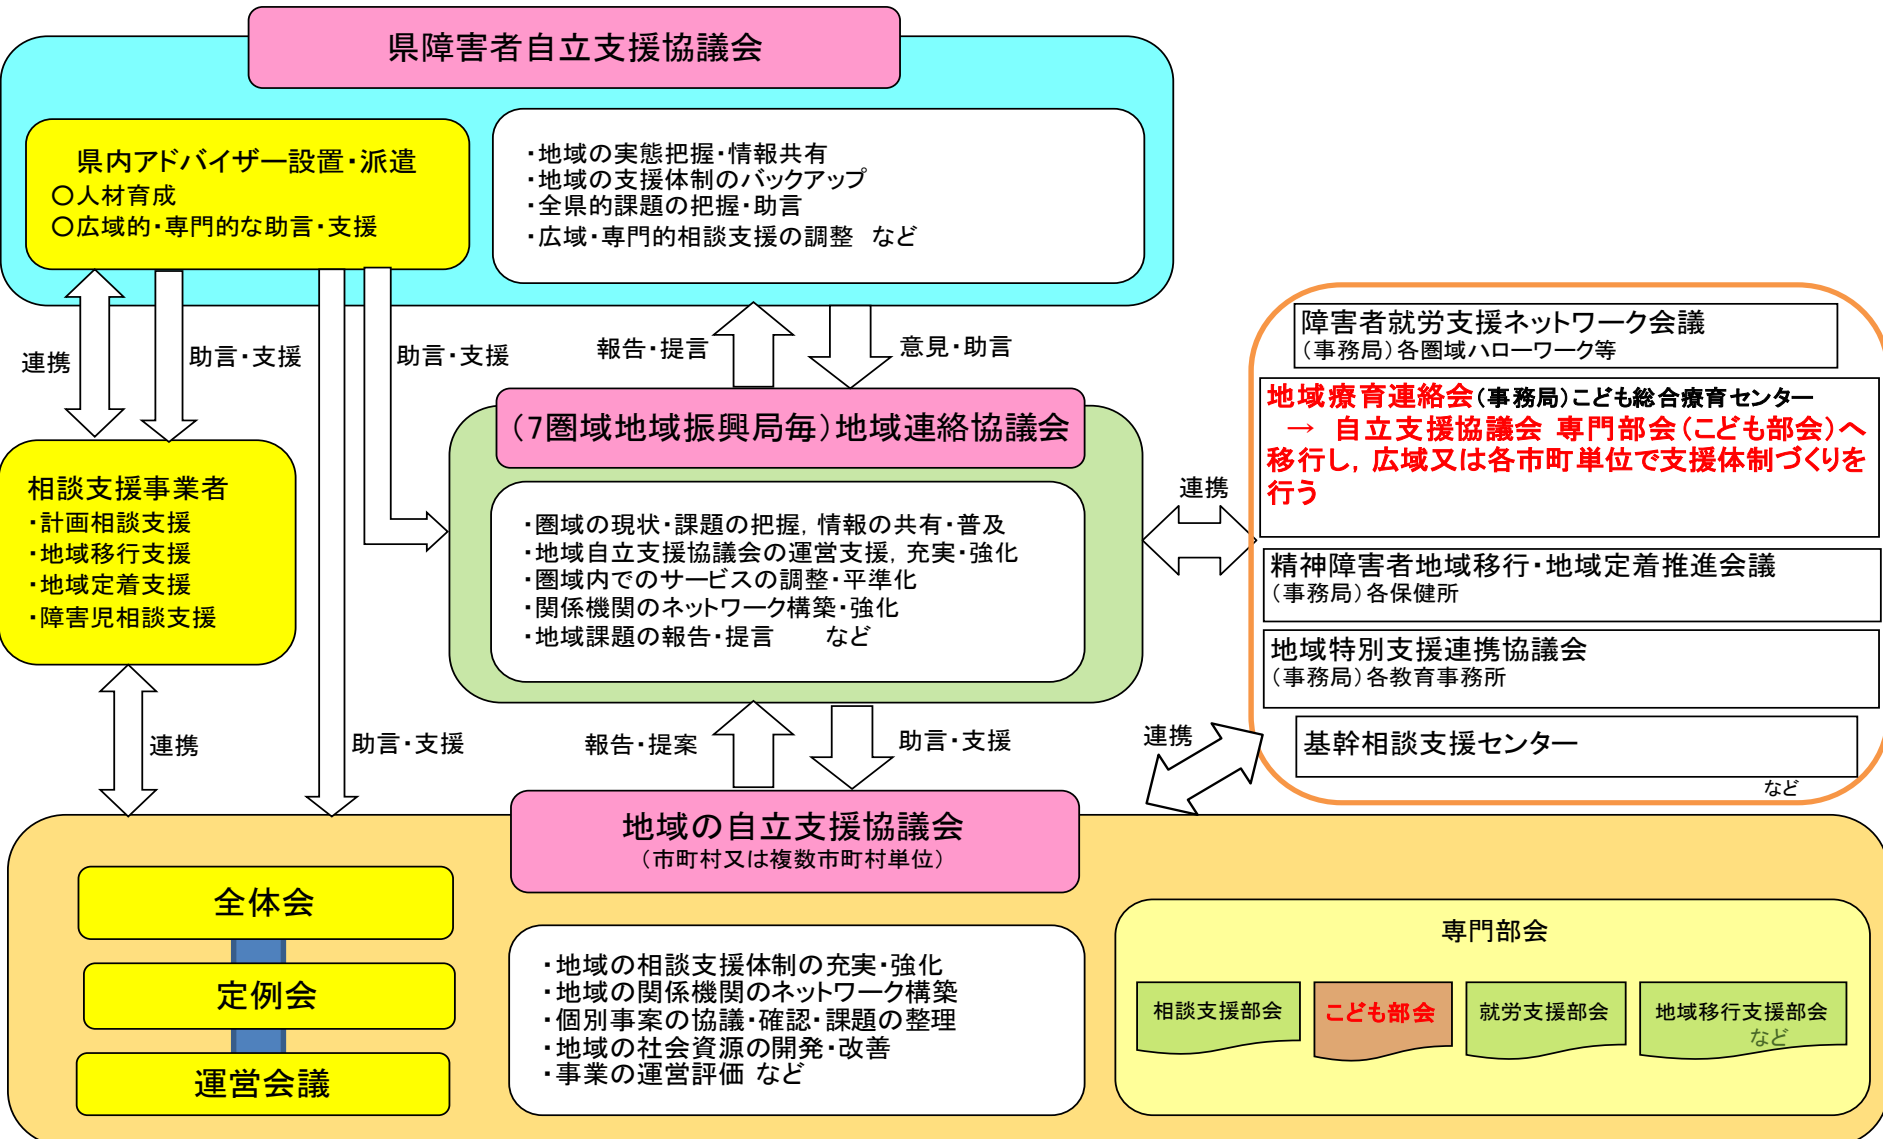 県障害者自立支援協議会
県内アドバイザー設置・派遣
○人材育成
○広域的・専門的な助言・支援
・地域の実態把握・情報共有
・地域の支援体制のバックアップ
・全県的課題の把握・助言
・広域・専門的相談支援の調整　など
連携
助言・支援
助言・支援
報告・提言
意見・助言
相談支援事業者
・計画相談支援
・地域移行支援
・地域定着支援
・障害児相談支援
（7圏域地域振興局毎）地域連絡協議会
・圏域の現状・課題の把握，情報の共有・普及
・地域自立支援協議会の運営支援，充実・強化
・圏域内でのサービスの調整・平準化
・関係機関のネットワーク構築・強化
・地域課題の報告・提言　　など
連携
障害者就労支援ネットワーク会議
（事務局）各圏域ハローワーク等
地域療育連絡会（事務局）こども総合療育センター
→ 自立支援協議会 専門部会（こども部会）へ
移行し，広域又は各市町単位で支援体制づくりを
行う
精神障害者地域移行・地域定着推進会議
（事務局）各保健所
地域特別支援連携協議会
（事務局）各教育事務所
基幹相談支援センター
など
連携
助言・支援
報告・提案
助言・支援
連携
地域の自立支援協議会
（市町村又は複数市町村単位）
全体会
定例会
運営会議
・地域の相談支援体制の充実・強化
・地域の関係機関のネットワーク構築
・個別事案の協議・確認・課題の整理
・地域の社会資源の開発・改善
・事業の運営評価 など
専門部会
相談支援部会
こども部会
就労支援部会
地域移行支援部会
など